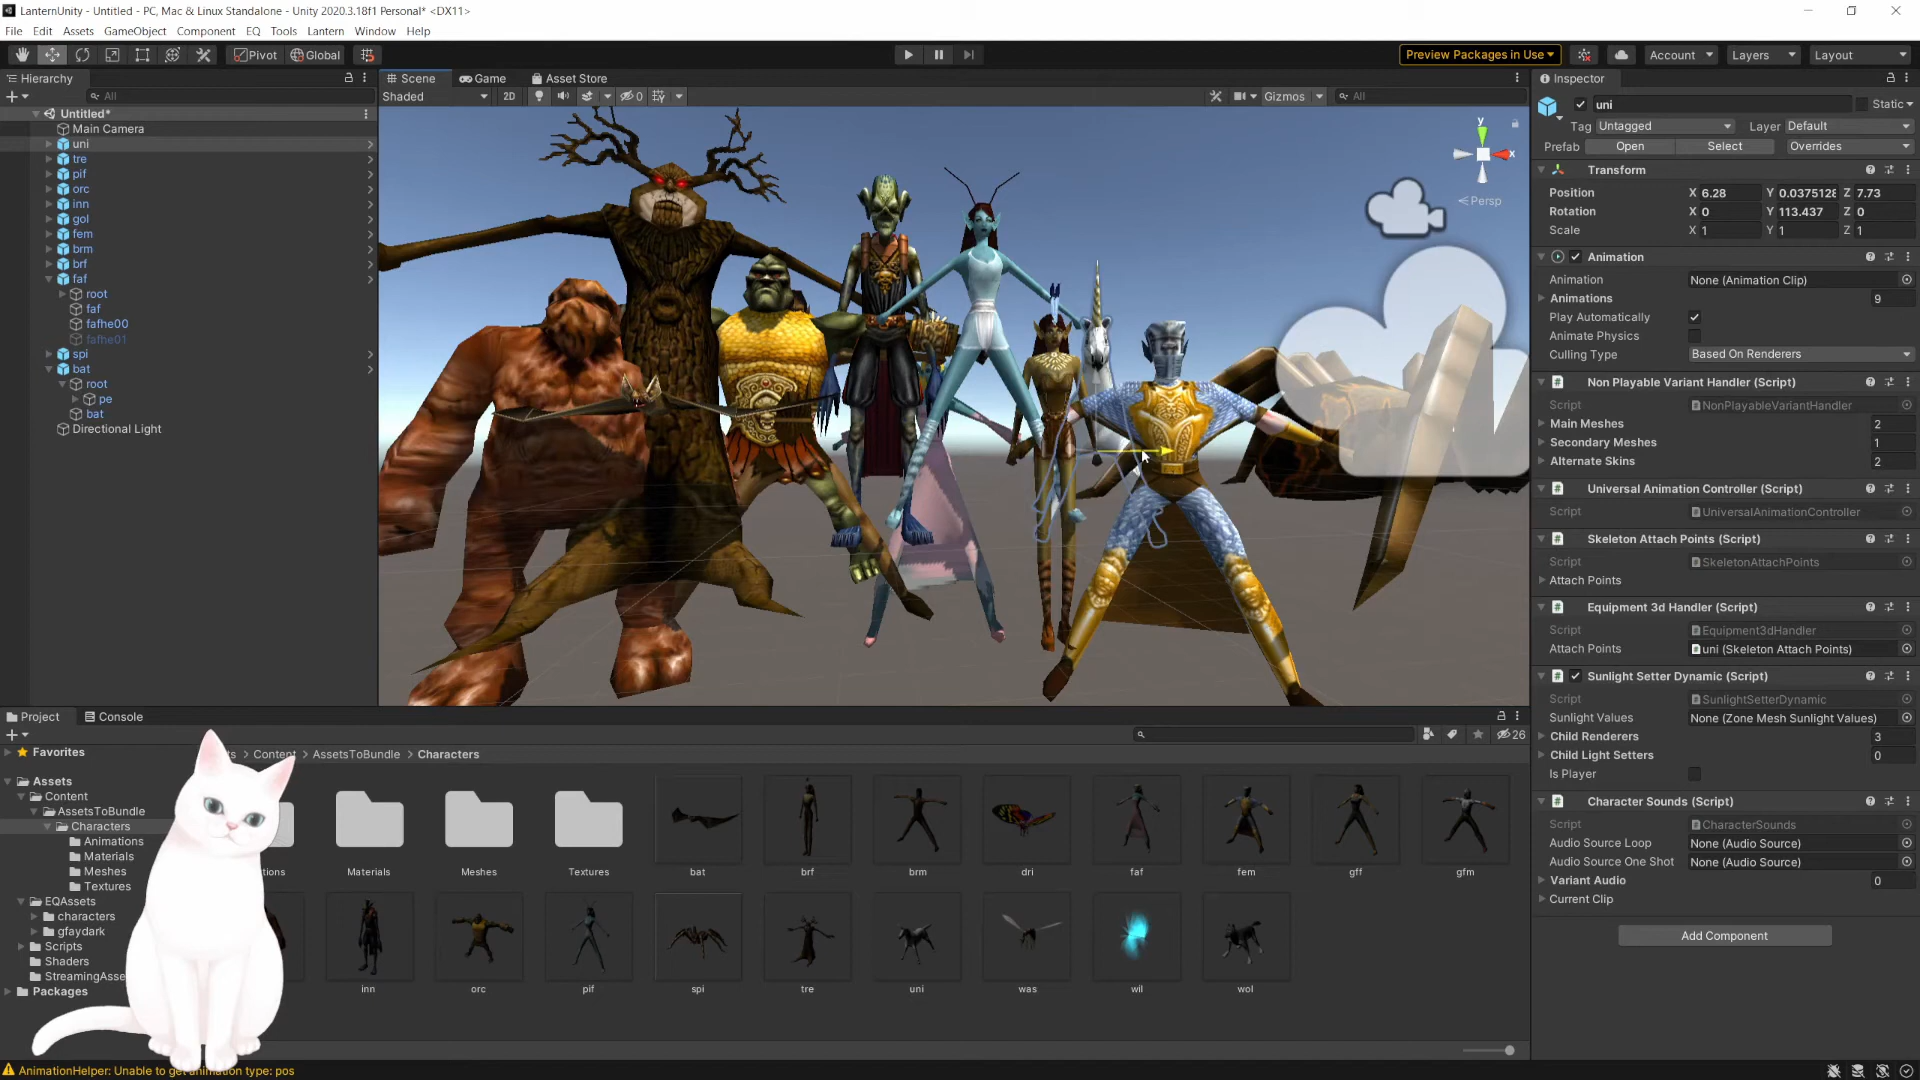 LanternUnity - Untitled - PC, Mac & Linux Standalone - Unity 2020.3.18f1 Personal* <DX11>
File Edit Assets GameObject Component EQ Tools Lantern Window Help
Pivot Global
Preview Packages in Use
Account Layers Layout
Hierarchy
All
Untitled*
Main Camera
uni
tre
pif
orc
inn
gol
fem
brm
brf
faf
root
faf
fafhe00
fafhe01
spi
bat
root
pe
bat
Directional Light
Scene Game Asset Store
Shaded 2D 0 Gizmos All
y
x
Persp
Inspector
uni Static
Tag Untagged Layer Default
Prefab Open Select Overrides
Transform
Position X 6.28 Y 0.0375128 Z 7.73
Rotation X 0 Y 113.437 Z 0
Scale X 1 Y 1 Z 1
Animation
Animation None (Animation Clip)
Animations 9
Play Automatically
Animate Physics
Culling Type Based On Renderers
Non Playable Variant Handler (Script)
Script NonPlayableVariantHandler
Main Meshes 2
Secondary Meshes 1
Alternate Skins 2
Universal Animation Controller (Script)
Script UniversalAnimationController
Skeleton Attach Points (Script)
Script SkeletonAttachPoints
Attach Points
Equipment 3d Handler (Script)
Script Equipment3dHandler
Attach Points uni (Skeleton Attach Points)
Sunlight Setter Dynamic (Script)
Script SunlightSetterDynamic
Sunlight Values None (Zone Mesh Sunlight Values)
Child Renderers 3
Child Light Setters 0
Is Player
Character Sounds (Script)
Script CharacterSounds
Audio Source Loop None (Audio Source)
Audio Source One Shot None (Audio Source)
Variant Audio 0
Current Clip
Add Component
Project Console
26
Favorites
Assets
Content
AssetsToBundle
Characters
Animations
Materials
Meshes
Textures
EQAssets
characters
gfaydark
Scripts
Shaders
StreamingAsse
Packages
ts > Content > AssetsToBundle > Characters
tions Materials Meshes Textures bat brf brm dri faf fem gff gfm
inn orc pif spi tre uni was wil wol
AnimationHelper: Unable to get animation type: pos